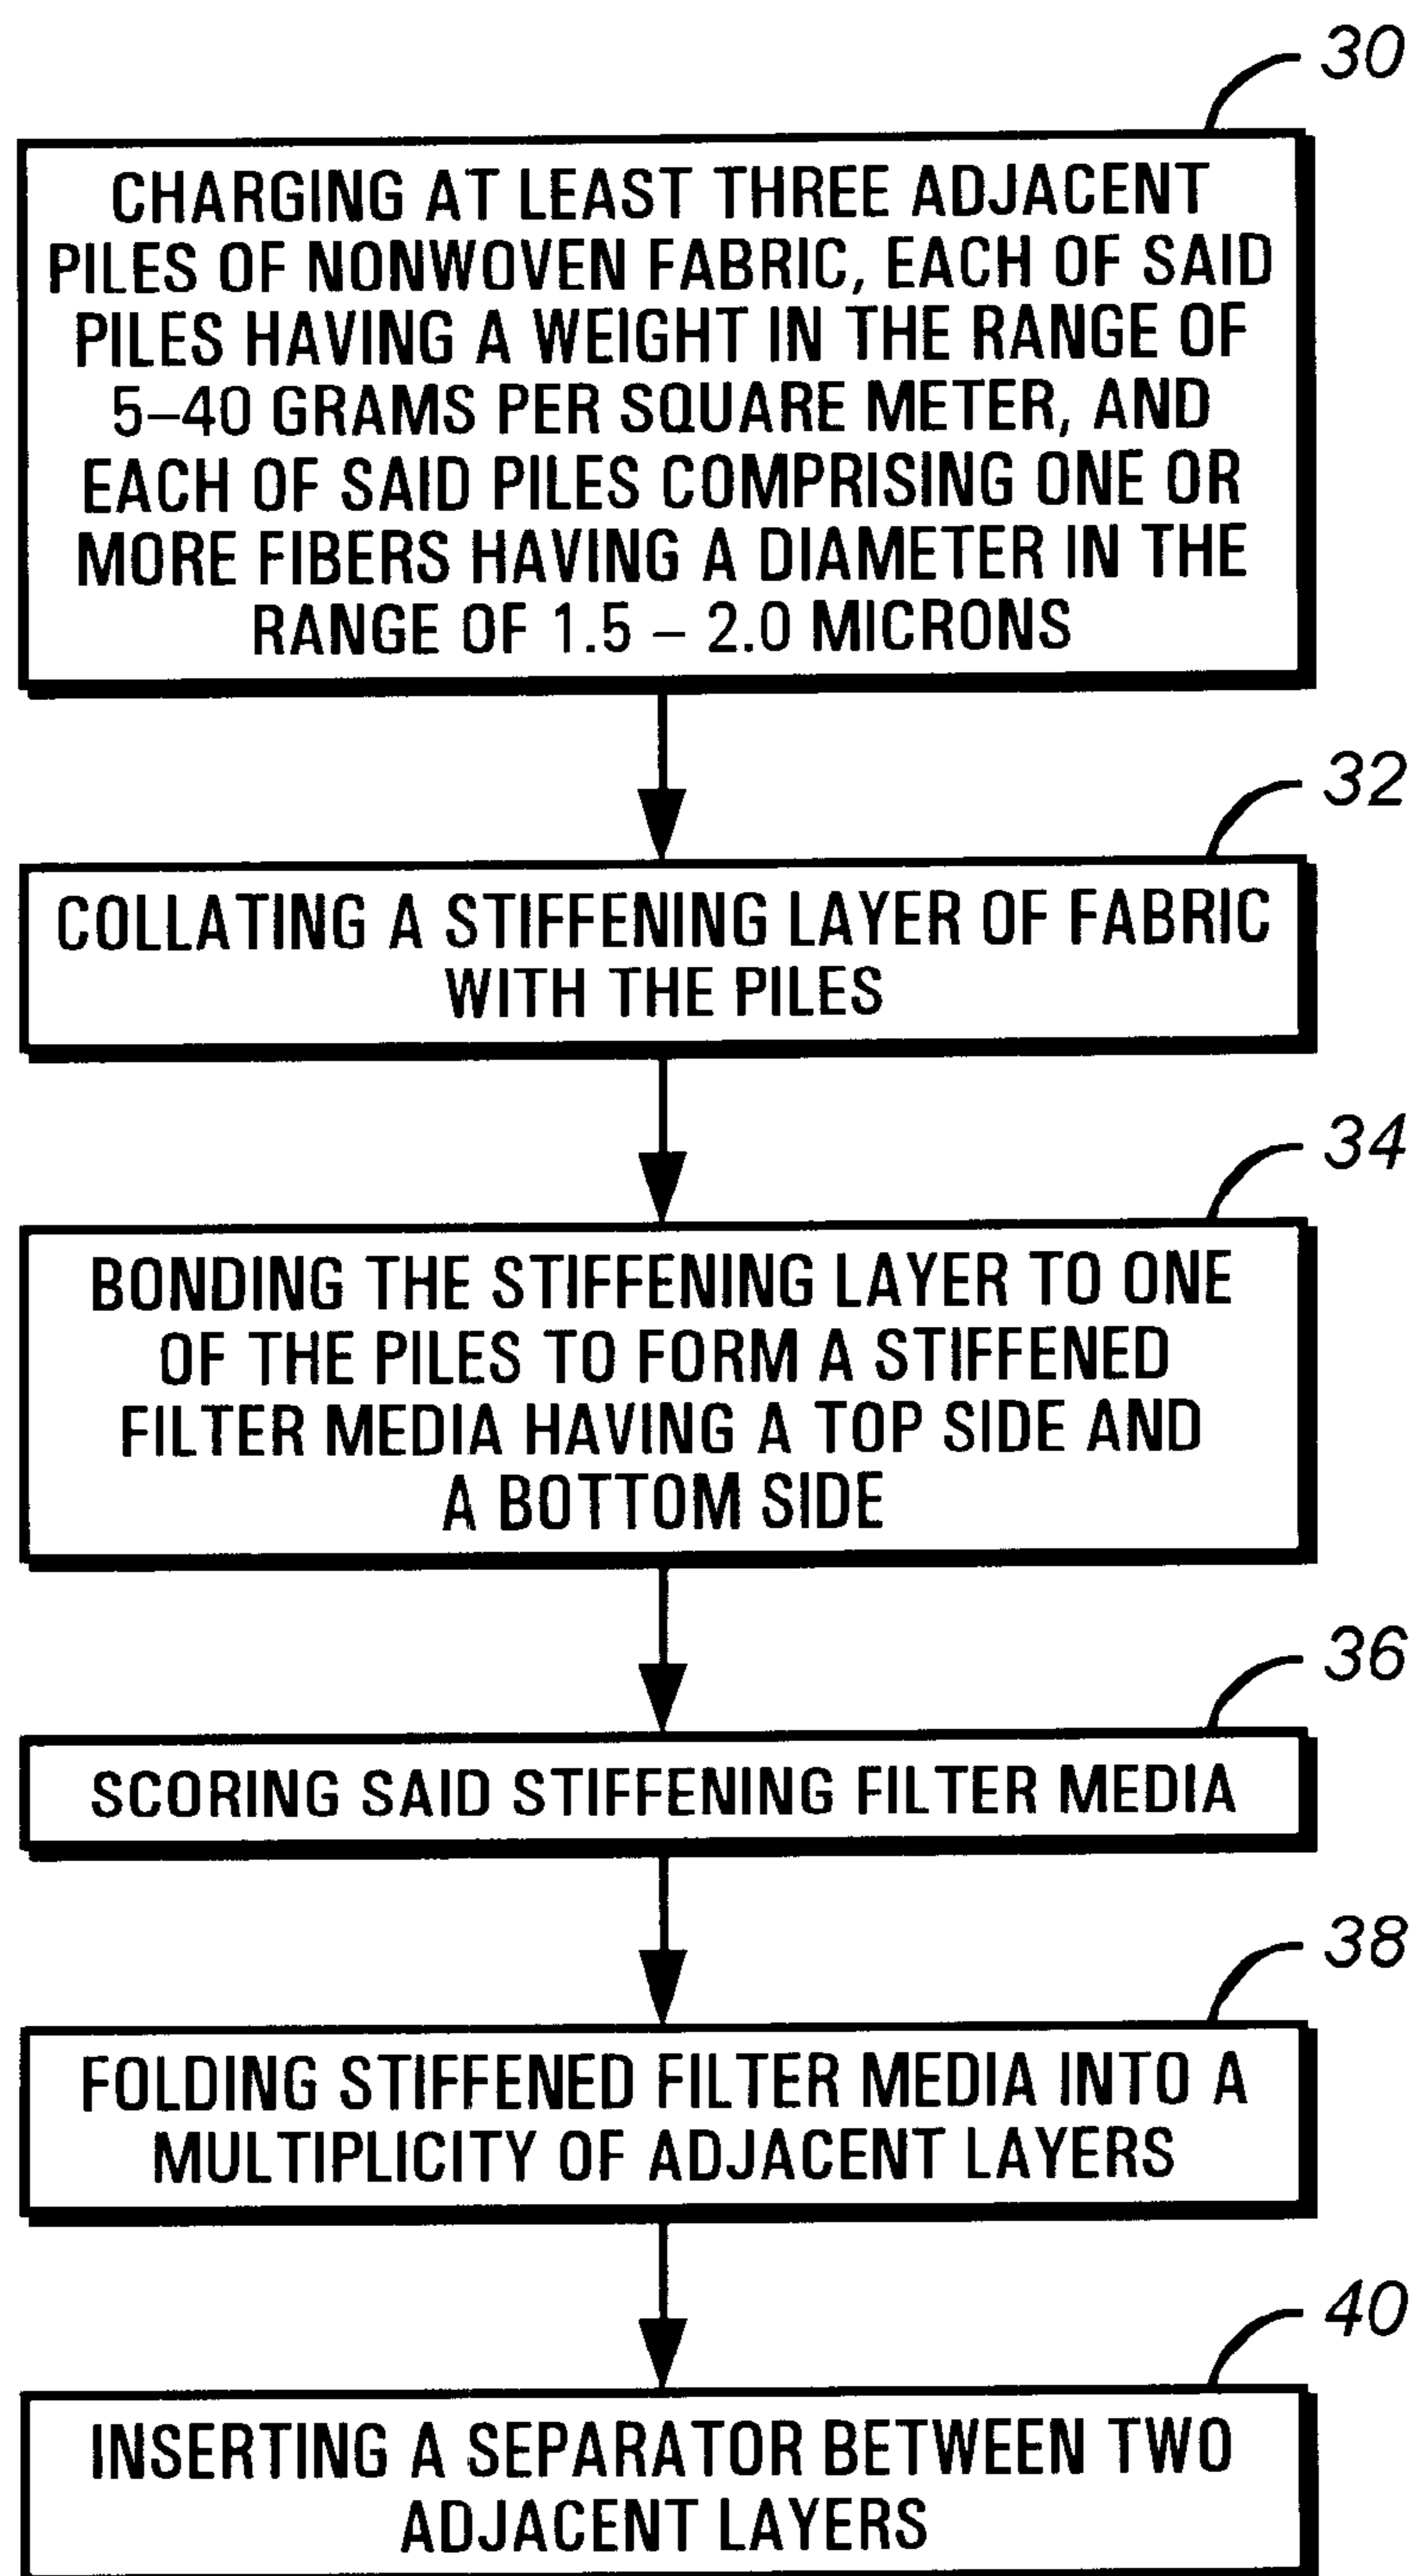 30
CHARGING AT LEAST THREE ADJACENT
PILES OF NONWOVEN FABRIC, EACH OF SAID
PILES HAVING A WEIGHT IN THE RANGE OF
5–40 GRAMS PER SQUARE METER, AND
EACH OF SAID PILES COMPRISING ONE OR
MORE FIBERS HAVING A DIAMETER IN THE
RANGE OF 1.5 – 2.0 MICRONS
32
COLLATING A STIFFENING LAYER OF FABRIC
WITH THE PILES
34
BONDING THE STIFFENING LAYER TO ONE
OF THE PILES TO FORM A STIFFENED
FILTER MEDIA HAVING A TOP SIDE AND
A BOTTOM SIDE
36
SCORING SAID STIFFENING FILTER MEDIA
38
FOLDING STIFFENED FILTER MEDIA INTO A
MULTIPLICITY OF ADJACENT LAYERS
40
INSERTING A SEPARATOR BETWEEN TWO
ADJACENT LAYERS